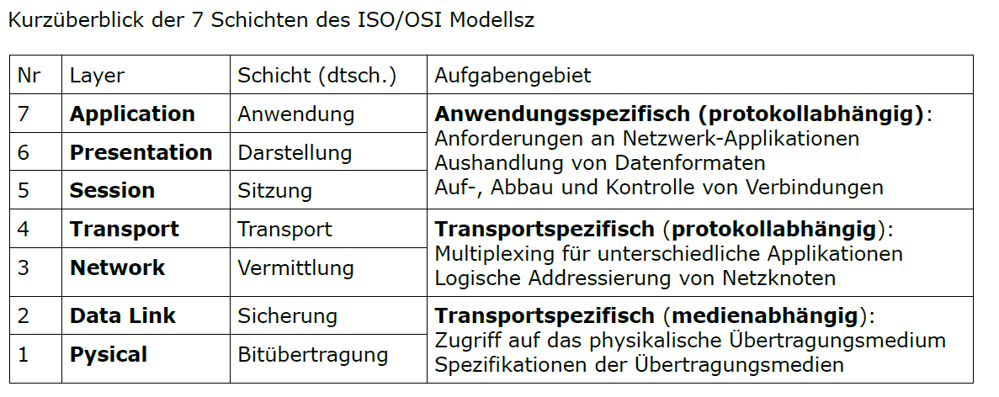 Kurzüberblick der 7 Schichten des ISO/OSI Modellsz
Nr Layer Schicht (dtsch.) Aufgabengebiet
7 Application Anwendung Anwendungsspezifisch (protokollabhängig):
Anforderungen an Netzwerk-Applikationen
6 Presentation Darstellung
Aushandlung von Datenformaten
5 Session Sitzung Auf-, Abbau und Kontrolle von Verbindungen
4 Transport Transport Transportspezifisch (protokollabhängig):
Multiplexing für unterschiedliche Applikationen
3 Network Vermittlung
Logische Addressierung von Netzknoten
2 Data Link Sicherung Transportspezifisch (medienabhängig):
Zugriff auf das physikalische Übertragungsmedium
1 Pysical Bitübertragung
Spezifikationen der Übertragungsmedien